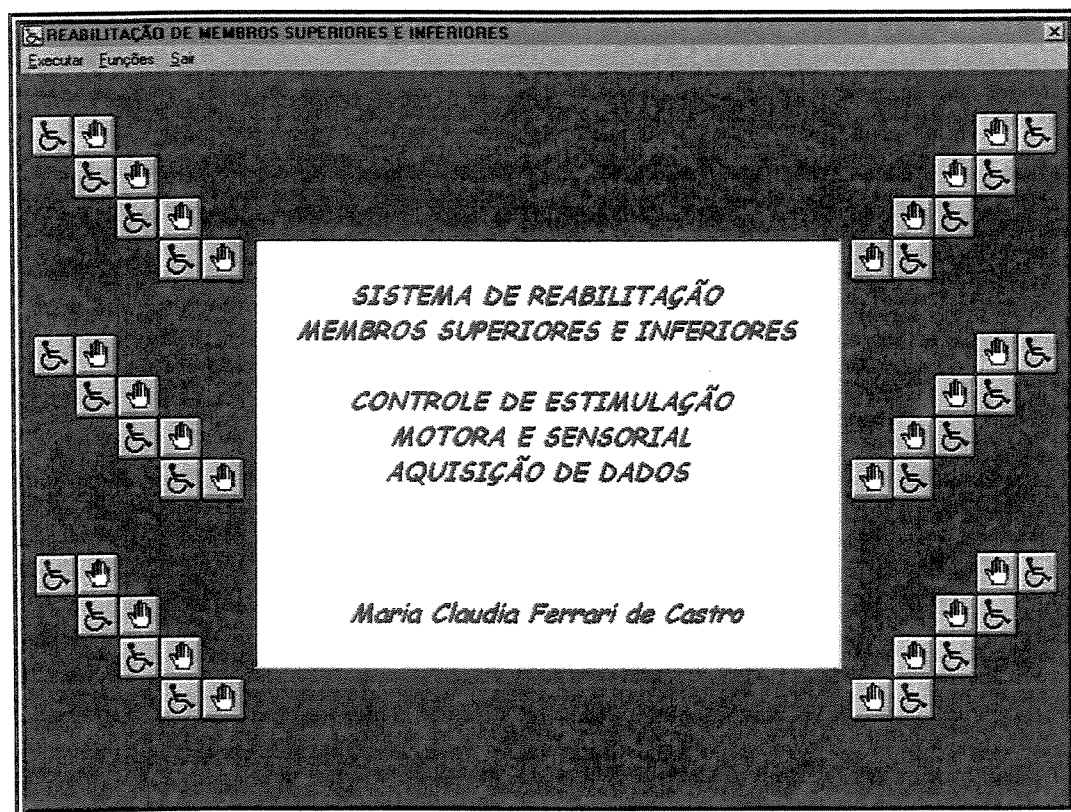 REABILITAÇÃO DE MEMBROS SUPERIORES E INFERIORES
Executar Funções Sair
SISTEMA DE REABILITAÇÃO
MEMBROS SUPERIORES E INFERIORES
CONTROLE DE ESTIMULAÇÃO
MOTORA E SENSORIAL
AQUISIÇÃO DE DADOS
Maria Claudia Ferrari de Castro